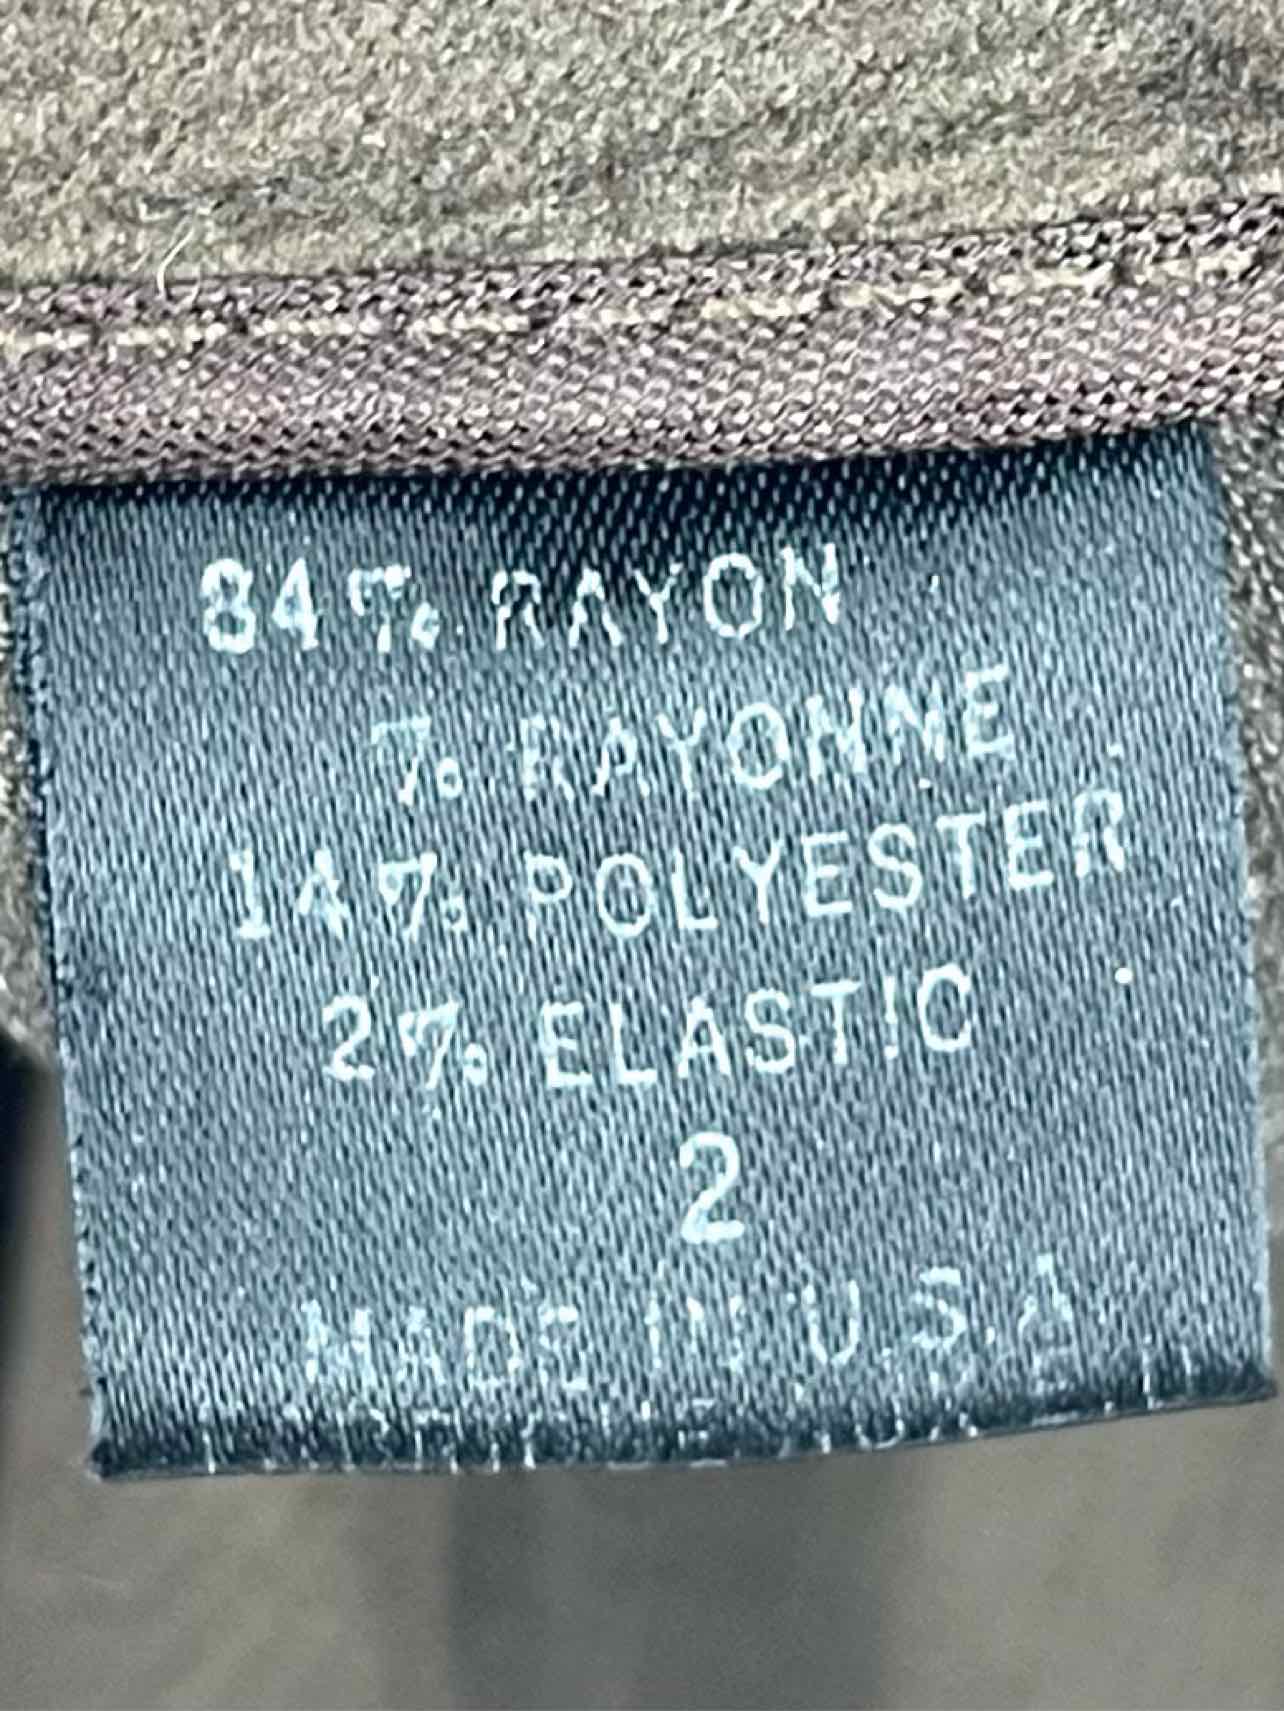 84% RAYON
% RAYONNE
14% POLYESTER
2% ELASTIC
2
MADE IN U.S.A